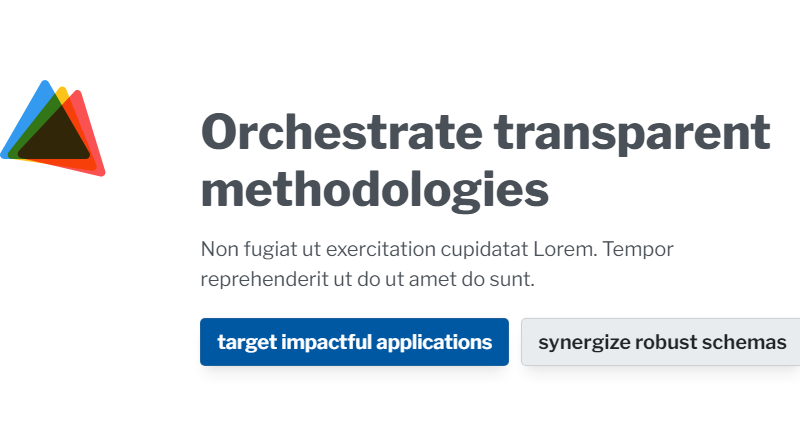 Orchestrate transparent
methodologies
Non fugiat ut exercitation cupidatat Lorem. Tempor
reprehenderit ut do ut amet do sunt.
target impactful applications
synergize robust schemas